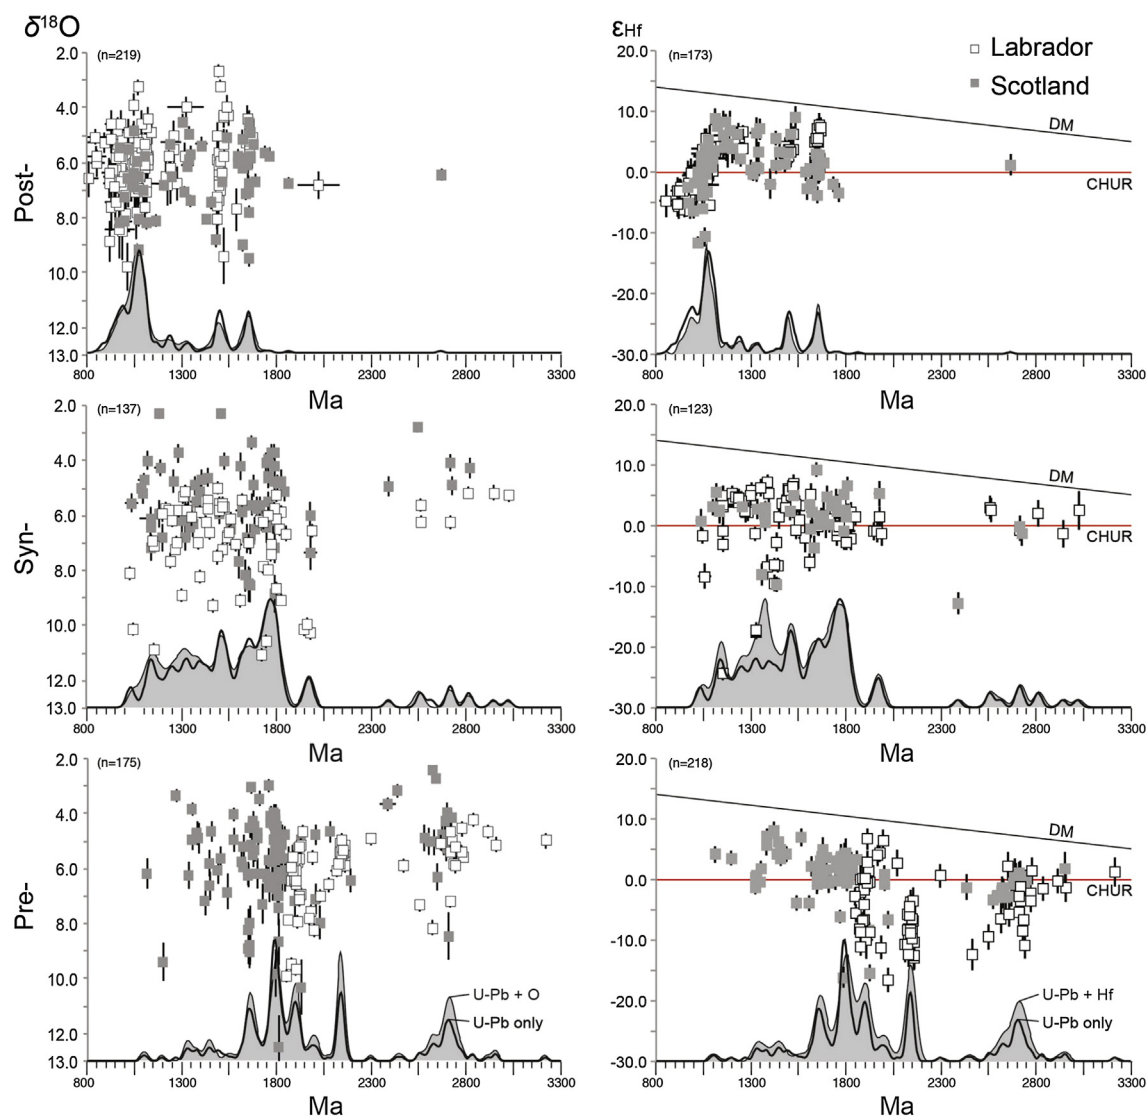 δ18O
εHf
Labrador
Scotland
Post-
2.0
4.0
6.0
8.0
10.0
12.0
13.0
(n=219)
800
1300
1800
2300
2800
3300
Ma
20.0
10.0
0.0
-10.0
-20.0
-30.0
(n=173)
DM
CHUR
800
1300
1800
2300
2800
3300
Ma
Syn-
2.0
4.0
6.0
8.0
10.0
12.0
13.0
(n=137)
800
1300
1800
2300
2800
3300
Ma
20.0
10.0
0.0
-10.0
-20.0
-30.0
(n=123)
DM
CHUR
800
1300
1800
2300
2800
3300
Ma
Pre-
2.0
4.0
6.0
8.0
10.0
12.0
13.0
(n=175)
U-Pb + O
U-Pb only
800
1300
1800
2300
2800
3300
Ma
20.0
10.0
0.0
-10.0
-20.0
-30.0
(n=218)
DM
CHUR
U-Pb + Hf
U-Pb only
800
1300
1800
2300
2800
3300
Ma